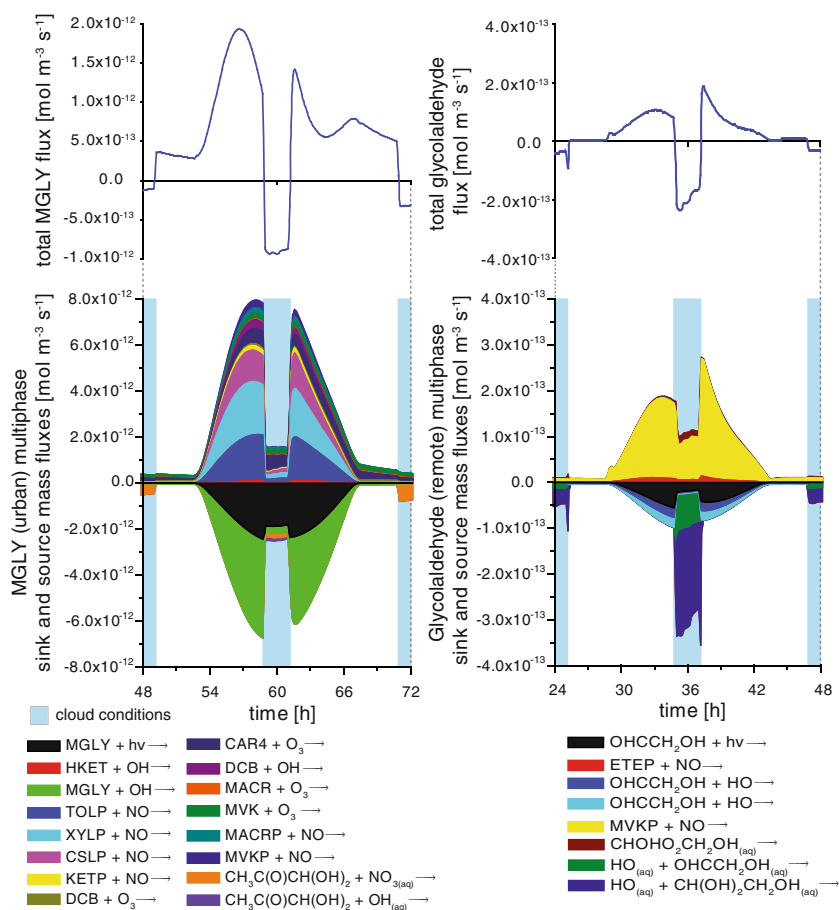 total MGLY flux [mol m⁻³ s⁻¹]
2.0x10⁻¹²
1.5x10⁻¹²
1.0x10⁻¹²
5.0x10⁻¹³
0.0
-5.0x10⁻¹³
-1.0x10⁻¹²
total glycolaldehyde
flux [mol m⁻³ s⁻¹]
4.0x10⁻¹³
2.0x10⁻¹³
0.0
-2.0x10⁻¹³
-4.0x10⁻¹³
MGLY (urban) multiphase
sink and source mass fluxes [mol m⁻³ s⁻¹]
8.0x10⁻¹²
6.0x10⁻¹²
4.0x10⁻¹²
2.0x10⁻¹²
0.0
-2.0x10⁻¹²
-4.0x10⁻¹²
-6.0x10⁻¹²
-8.0x10⁻¹²
48 54 60 66 72
time [h]
Glycolaldehyde (remote) multiphase
sink and source mass fluxes [mol m⁻³ s⁻¹]
4.0x10⁻¹³
3.0x10⁻¹³
2.0x10⁻¹³
1.0x10⁻¹³
0.0
-1.0x10⁻¹³
-2.0x10⁻¹³
-3.0x10⁻¹³
-4.0x10⁻¹³
24 30 36 42 48
time [h]
cloud conditions
MGLY + hν→
HKET + OH→
MGLY + OH→
TOLP + NO→
XYLP + NO→
CSLP + NO→
KETP + NO→
DCB + O₃→
CAR4 + O₃→
DCB + OH→
MACR + O₃→
MVK + O₃→
MACRP + NO→
MVKP + NO→
CH₃C(O)CH(OH)₂ + NO₃(aq)→
CH₃C(O)CH(OH)₂ + OH(aq)→
OHCCH₂OH + hν→
ETEP + NO→
OHCCH₂OH + HO→
OHCCH₂OH + HO→
MVKP + NO→
CHOHO₂CH₂OH(aq)→
HO(aq) + OHCCH₂OH(aq)→
HO(aq) + CH(OH)₂CH₂OH(aq)→